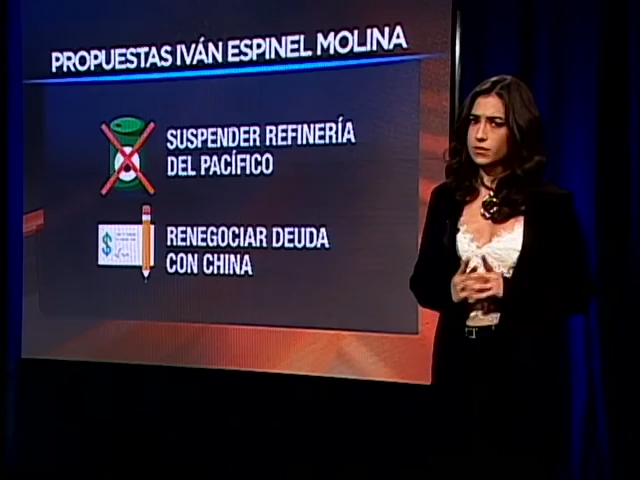 PROPUESTAS IVÁN ESPINEL MOLINA
SUSPENDER REFINERÍA
DEL PACÍFICO
$
RENEGOCIAR DEUDA
CON CHINA